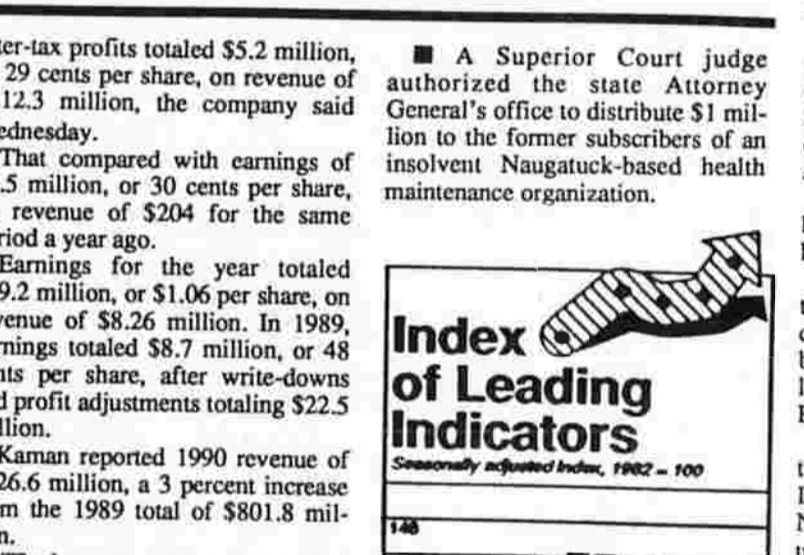 ter-tax profits totaled $5.2 million,
29 cents per share, on revenue of
12.3 million, the company said
ednesday.
That compared with earnings of
.5 million, or 30 cents per share,
revenue of $204 for the same
riod a year ago.
Earnings for the year totaled
9.2 million, or $1.06 per share, on
venue of $8.26 million. In 1989,
rnings totaled $8.7 million, or 48
nts per share, after write-downs
d profit adjustments totaling $22.5
llion.
Kaman reported 1990 revenue of
26.6 million, a 3 percent increase
m the 1989 total of $801.8 mil-
n.
■ A Superior Court judge
authorized the state Attorney
General's office to distribute $1 mil-
lion to the former subscribers of an
insolvent Naugatuck-based health
maintenance organization.
Index
of Leading
Indicators
Seasonally adjusted index, 1982 = 100